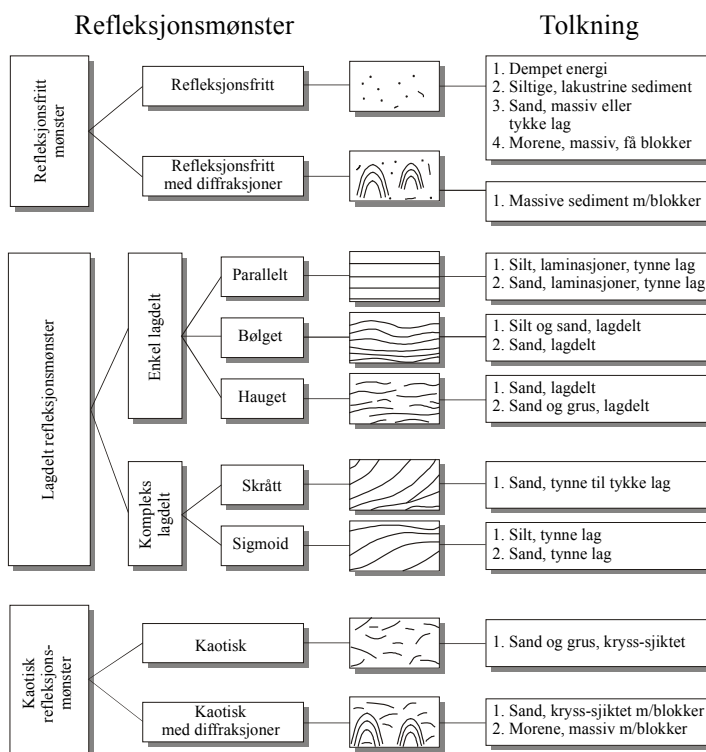 Refleksjonsmønster
Tolkning
Refleksjonsfritt
mønster
Refleksjonsfritt
1. Dempet energi
2. Siltige, lakustrine sediment
3. Sand, massiv eller
tykke lag
4. Morene, massiv, få blokker
Refleksjonsfritt
med diffraksjoner
1. Massive sediment m/blokker
Lagdelt refleksjonsmønster
Enkel lagdelt
Parallelt
1. Silt, laminasjoner, tynne lag
2. Sand, laminasjoner, tynne lag
Bølget
1. Silt og sand, lagdelt
2. Sand, lagdelt
Hauget
1. Sand, lagdelt
2. Sand og grus, lagdelt
Kompleks
lagdelt
Skrått
1. Sand, tynne til tykke lag
Sigmoid
1. Silt, tynne lag
2. Sand, tynne lag
Kaotisk
refleksjons-
mønster
Kaotisk
1. Sand og grus, kryss-sjiktet
Kaotisk
med diffraksjoner
1. Sand, kryss-sjiktet m/blokker
2. Morene, massiv m/blokker